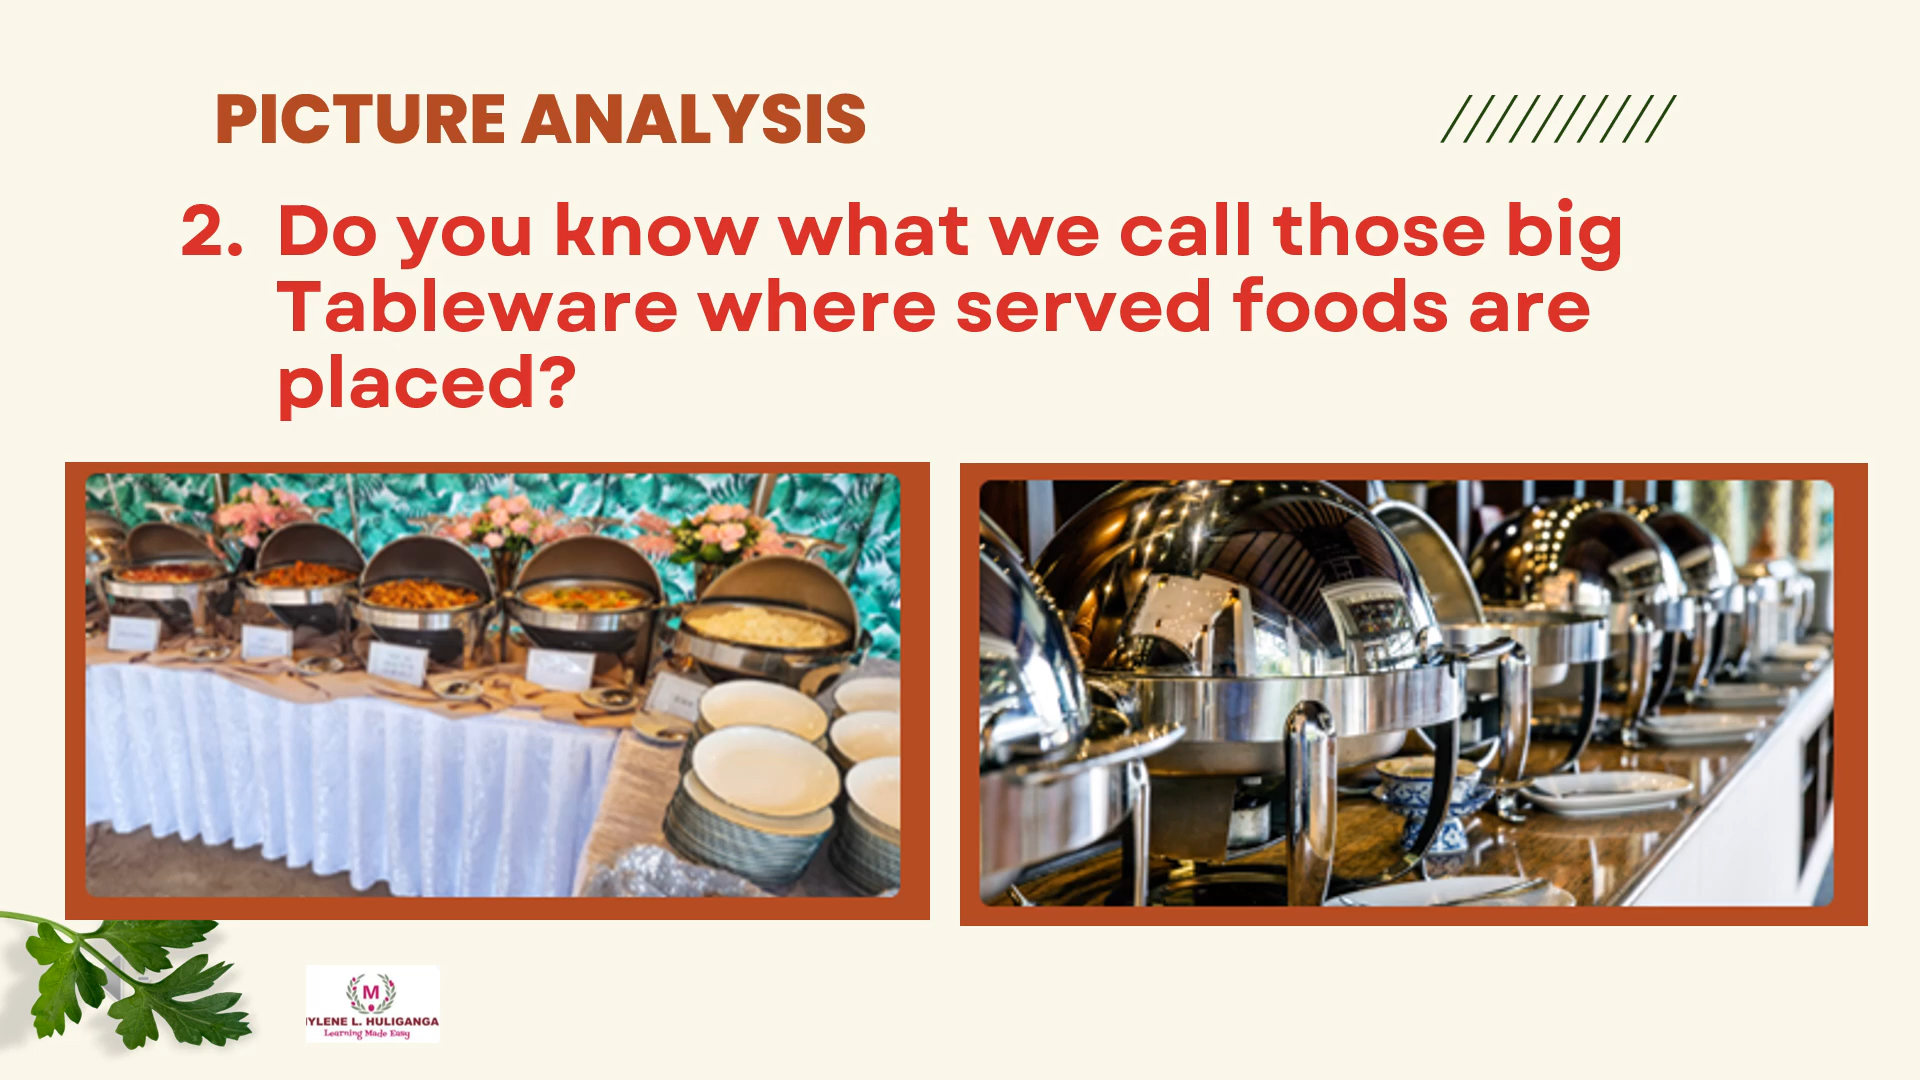 PICTURE ANALYSIS
2. Do you know what we call those big
Tableware where served foods are
placed?
M
YLENE L. HULIGANGA
Learning Made Easy